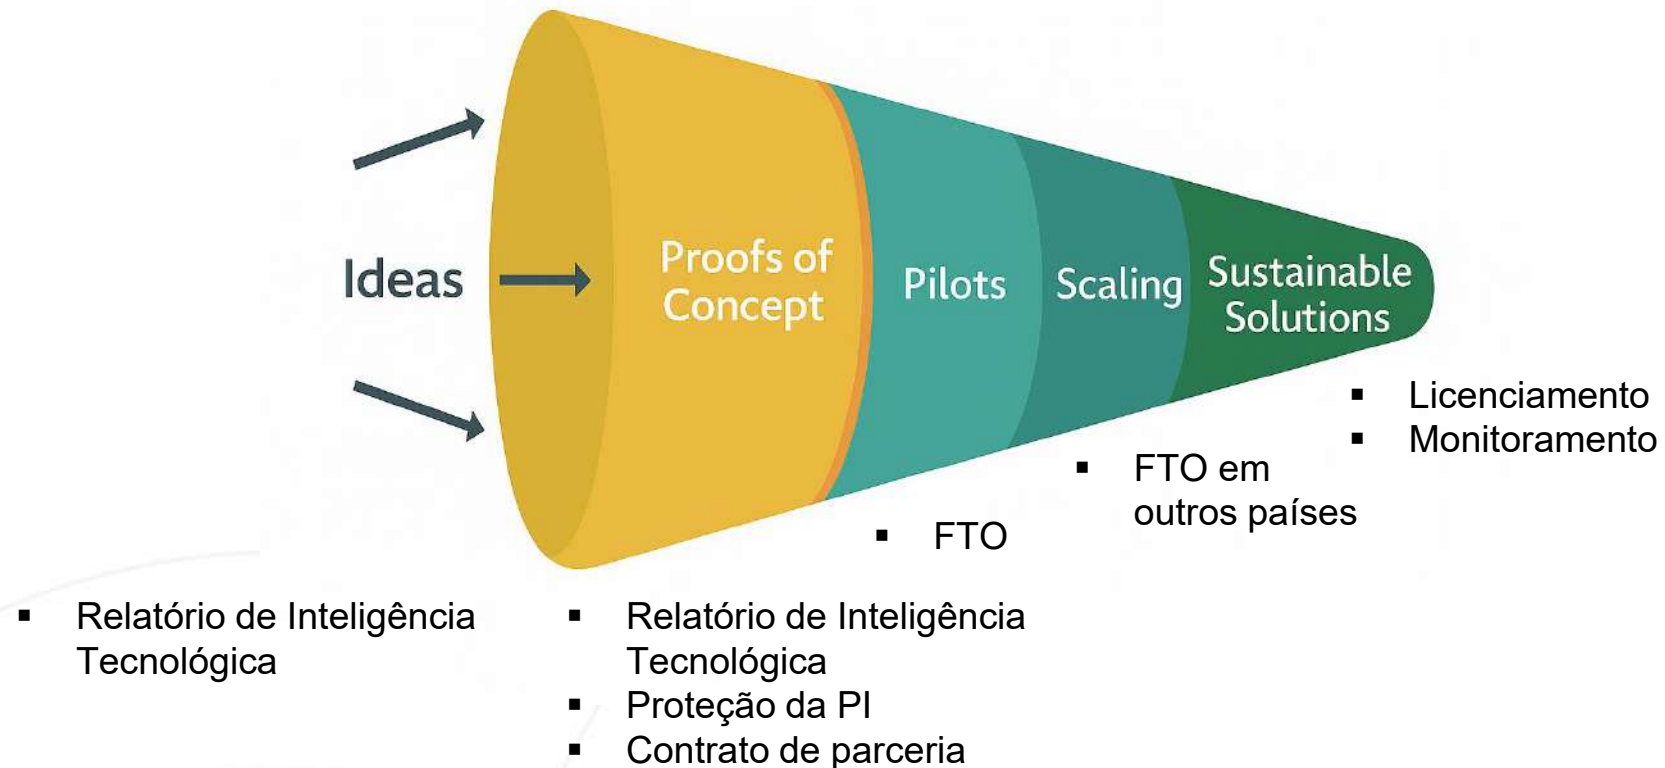 Ideas
Proofs of
Concept
Pilots
Scaling
Sustainable
Solutions
▪ Licenciamento
▪ Monitoramento
▪ FTO em
outros países
▪ FTO
▪ Relatório de Inteligência
Tecnológica
▪ Relatório de Inteligência
Tecnológica
▪ Proteção da PI
▪ Contrato de parceria